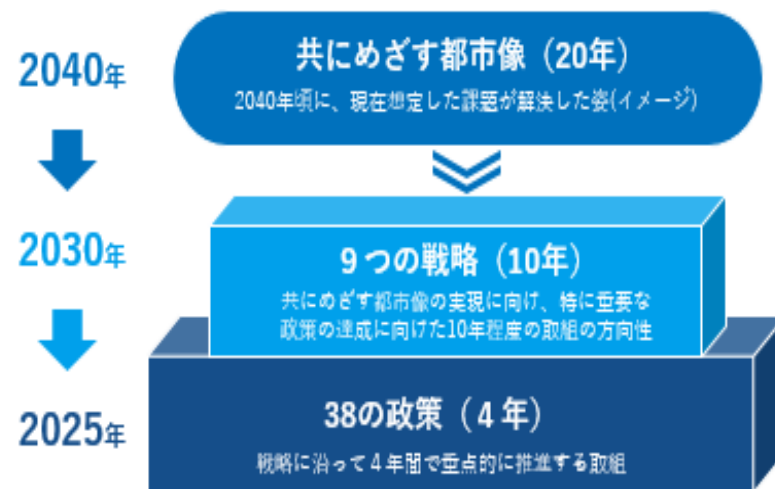 2040年
共にめざす都市像（20年）
2040年頃に、現在想定した課題が解決した姿(イメージ)
2030年
9つの戦略（10年）
共にめざす都市像の実現に向け、特に重要な
政策の達成に向けた10年程度の取組の方向性
2025年
38の政策（4年）
戦略に沿って4年間で重点的に推進する取組